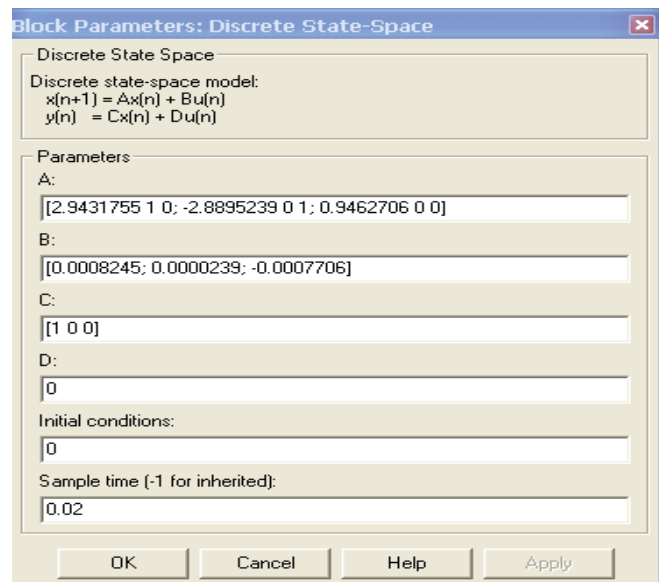 Block Parameters: Discrete State-Space
Discrete State Space
Discrete state-space model:
x(n+1) = Ax(n) + Bu(n)
y(n) = Cx(n) + Du(n)
Parameters
A:
[2.9431755 1 0; -2.8895239 0 1; 0.9462706 0 0]
B:
[0.0008245; 0.0000239; -0.0007706]
C:
[1 0 0]
D:
0
Initial conditions:
0
Sample time (-1 for inherited):
0.02
OK Cancel Help Apply